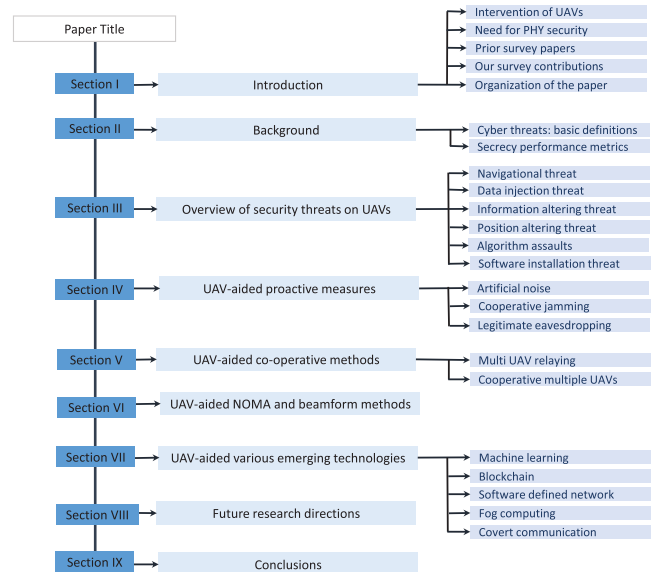 Paper Title
Section I
Introduction
Intervention of UAVs
Need for PHY security
Prior survey papers
Our survey contributions
Organization of the paper
Section II
Background
Cyber threats: basic definitions
Secrecy performance metrics
Section III
Overview of security threats on UAVs
Navigational threat
Data injection threat
Information altering threat
Position altering threat
Algorithm assaults
Software installation threat
Section IV
UAV-aided proactive measures
Artificial noise
Cooperative jamming
Legitimate eavesdropping
Section V
UAV-aided co-operative methods
Multi UAV relaying
Cooperative multiple UAVs
Section VI
UAV-aided NOMA and beamform methods
Section VII
UAV-aided various emerging technologies
Machine learning
Blockchain
Software defined network
Fog computing
Covert communication
Section VIII
Future research directions
Section IX
Conclusions